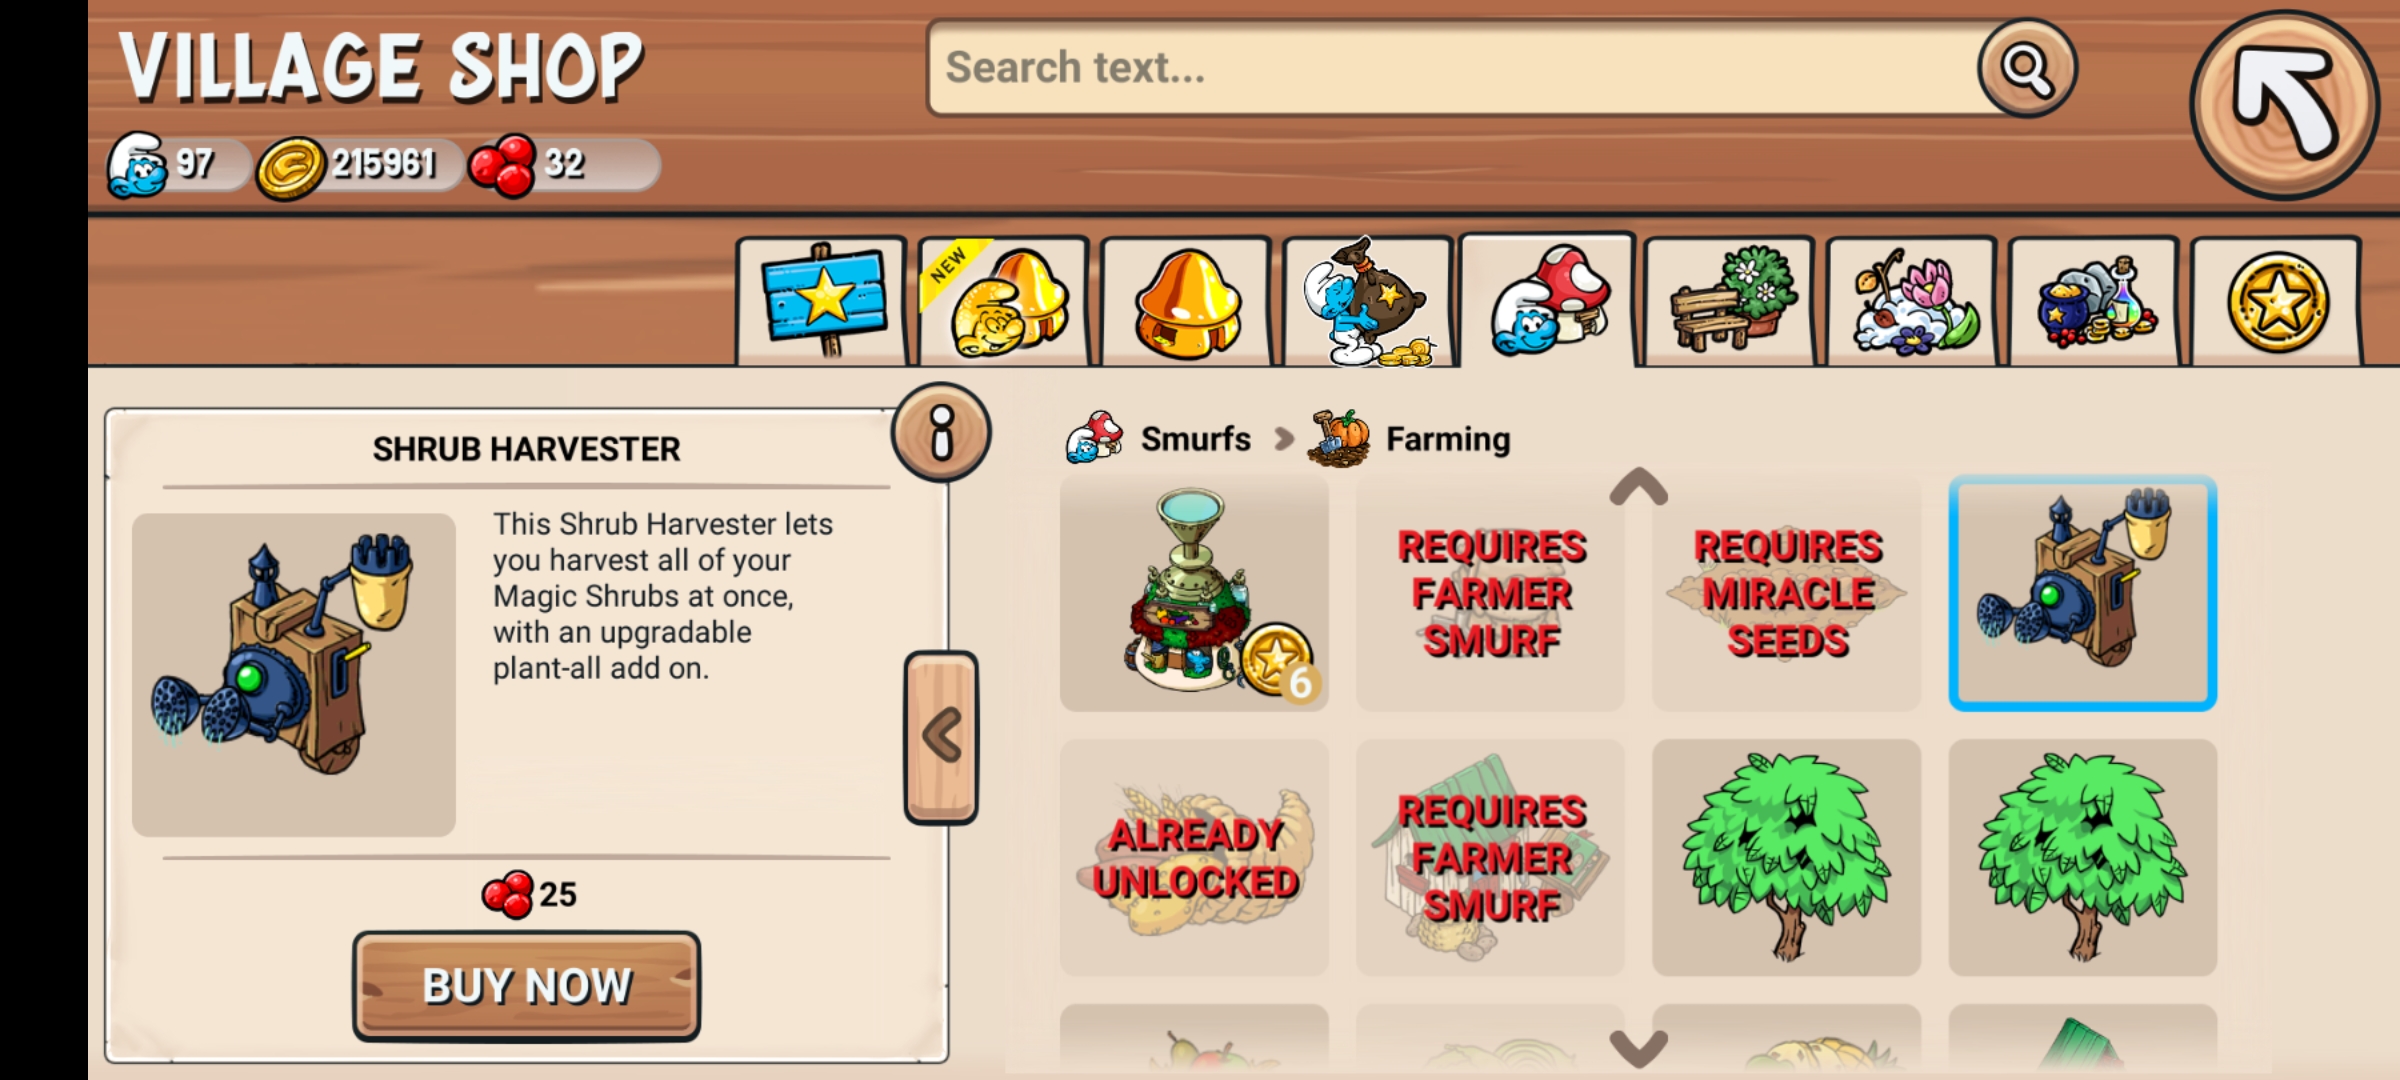 VILLAGE SHOP
Search text...
97
215961
32
NEW
SHRUB HARVESTER
This Shrub Harvester lets
you harvest all of your
Magic Shrubs at once,
with an upgradable
plant-all add on.
25
BUY NOW
Smurfs
Farming
6
REQUIRES
FARMER
SMURF
REQUIRES
MIRACLE
SEEDS
ALREADY
UNLOCKED
REQUIRES
FARMER
SMURF